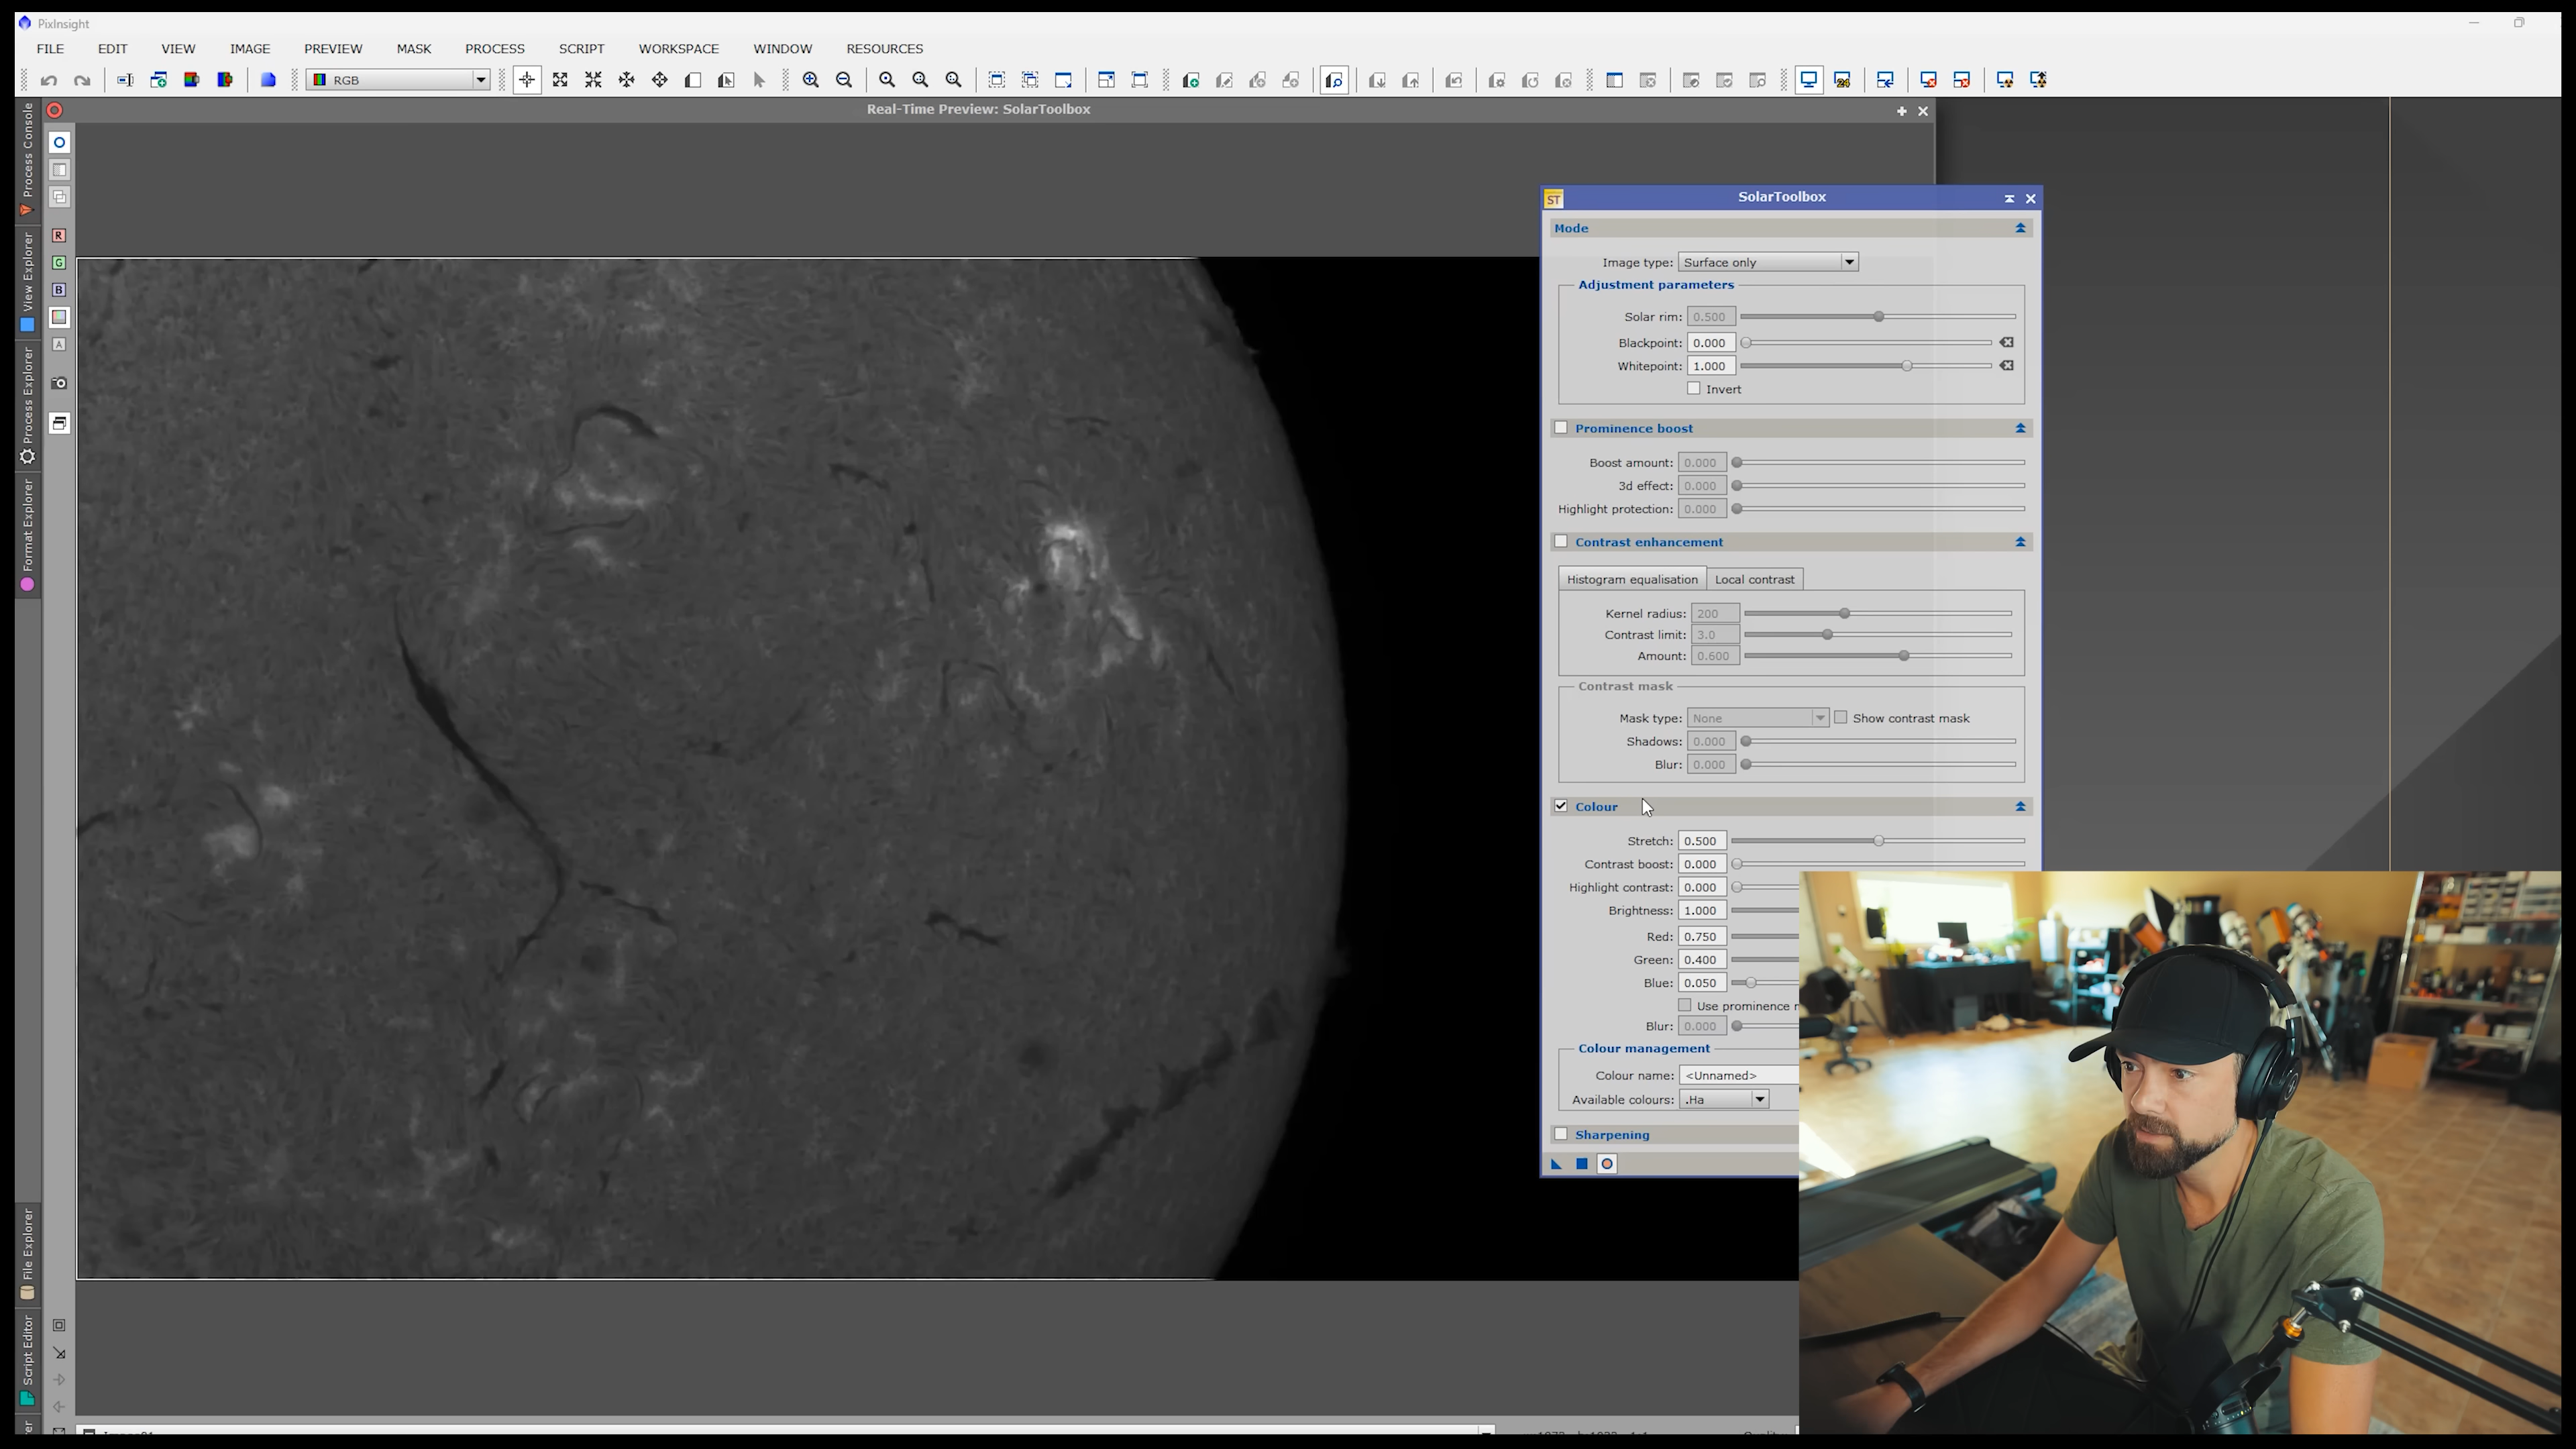 PixInsight
FILE EDIT VIEW IMAGE PREVIEW MASK PROCESS SCRIPT WORKSPACE WINDOW RESOURCES
RGB
Real-Time Preview: SolarToolbox
Process Console
View Explorer
Process Explorer
Format Explorer
File Explorer
Script Editor
R
G
B
A
ST
SolarToolbox
Mode
Image type: Surface only
Adjustment parameters
Solar rim: 0.500
Blackpoint: 0.000
Whitepoint: 1.000
Invert
Prominence boost
Boost amount: 0.000
3d effect: 0.000
Highlight protection: 0.000
Contrast enhancement
Histogram equalisation Local contrast
Kernel radius: 200
Contrast limit: 3.0
Amount: 0.600
Contrast mask
Mask type: None Show contrast mask
Shadows: 0.000
Blur: 0.000
Colour
Stretch: 0.500
Contrast boost: 0.000
Highlight contrast: 0.000
Brightness: 1.000
Red: 0.750
Green: 0.400
Blue: 0.050
Use prominence
Blur: 0.000
Colour management
Colour name: <Unnamed>
Available colours: .Ha
Sharpening